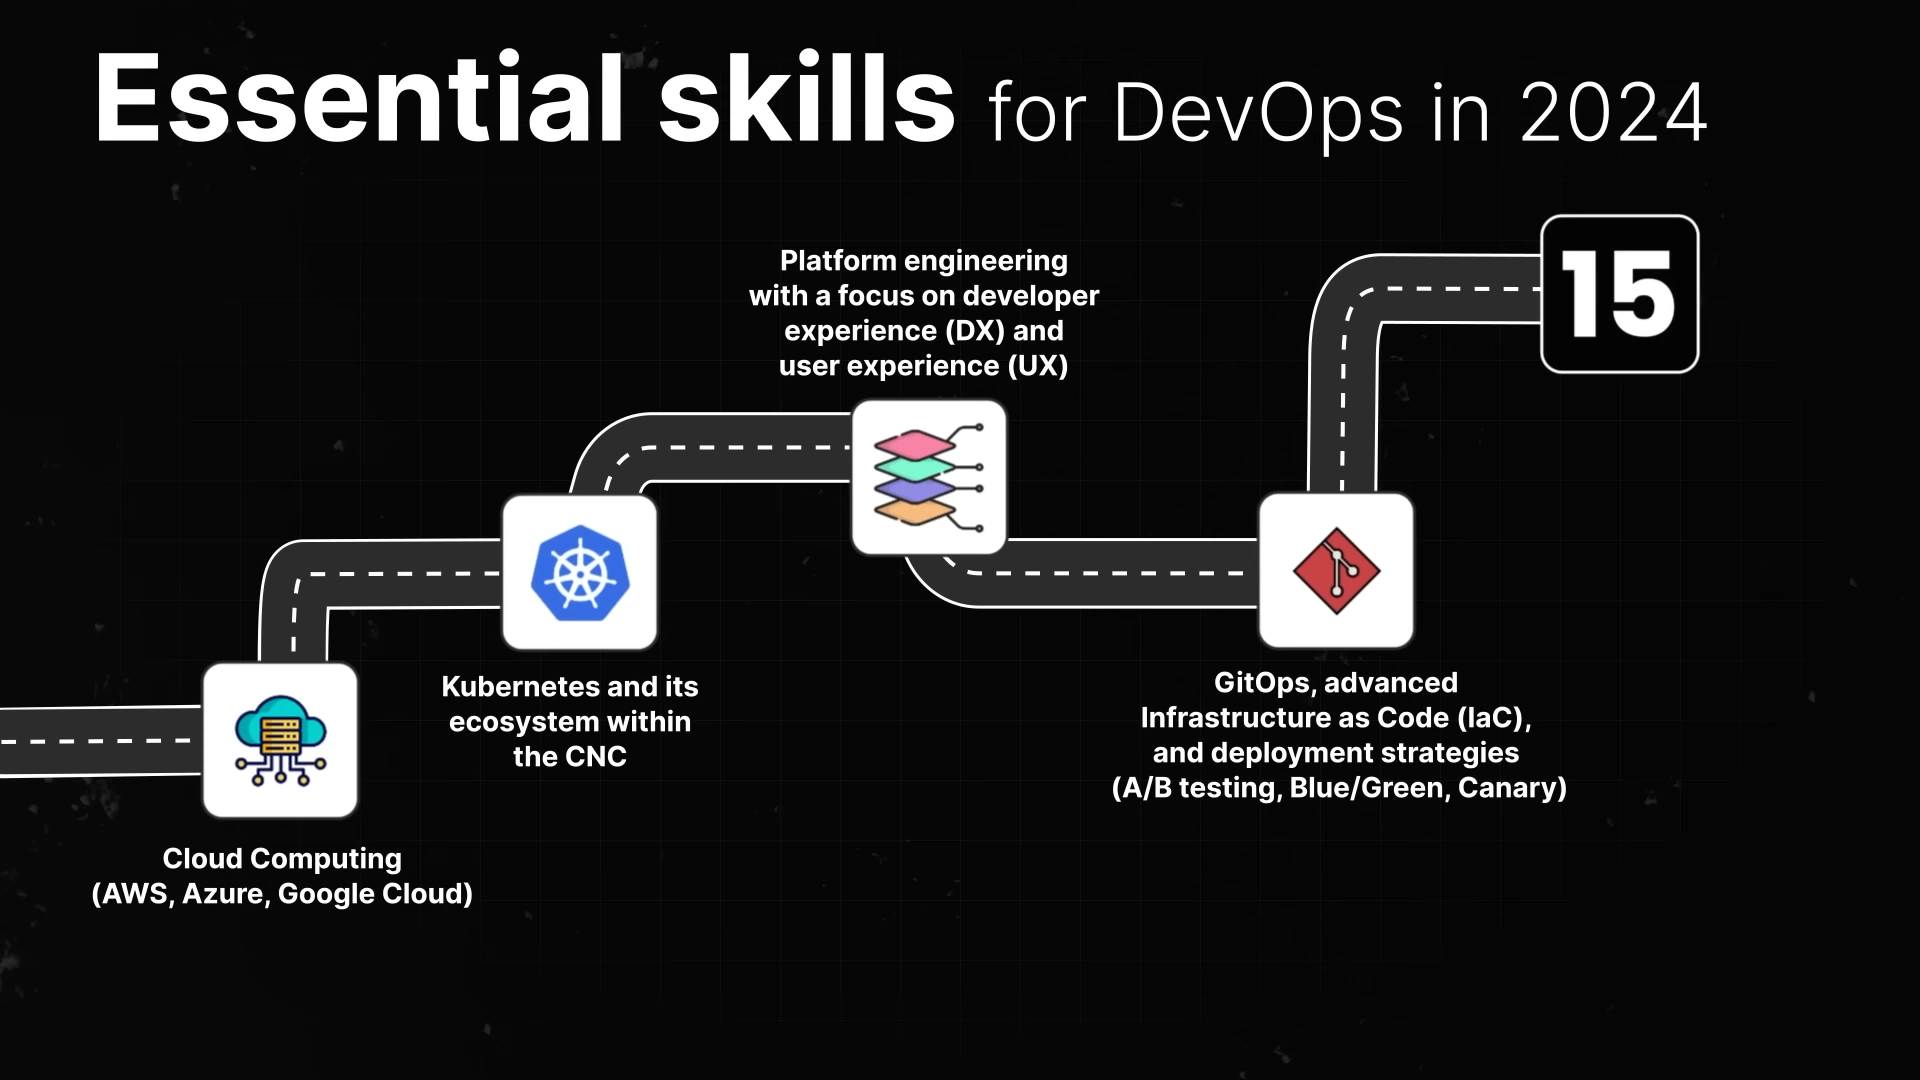 Essential skills for DevOps in 2024
15
Platform engineering
with a focus on developer
experience (DX) and
user experience (UX)
Kubernetes and its
ecosystem within
the CNC
GitOps, advanced
Infrastructure as Code (IaC),
and deployment strategies
(A/B testing, Blue/Green, Canary)
Cloud Computing
(AWS, Azure, Google Cloud)